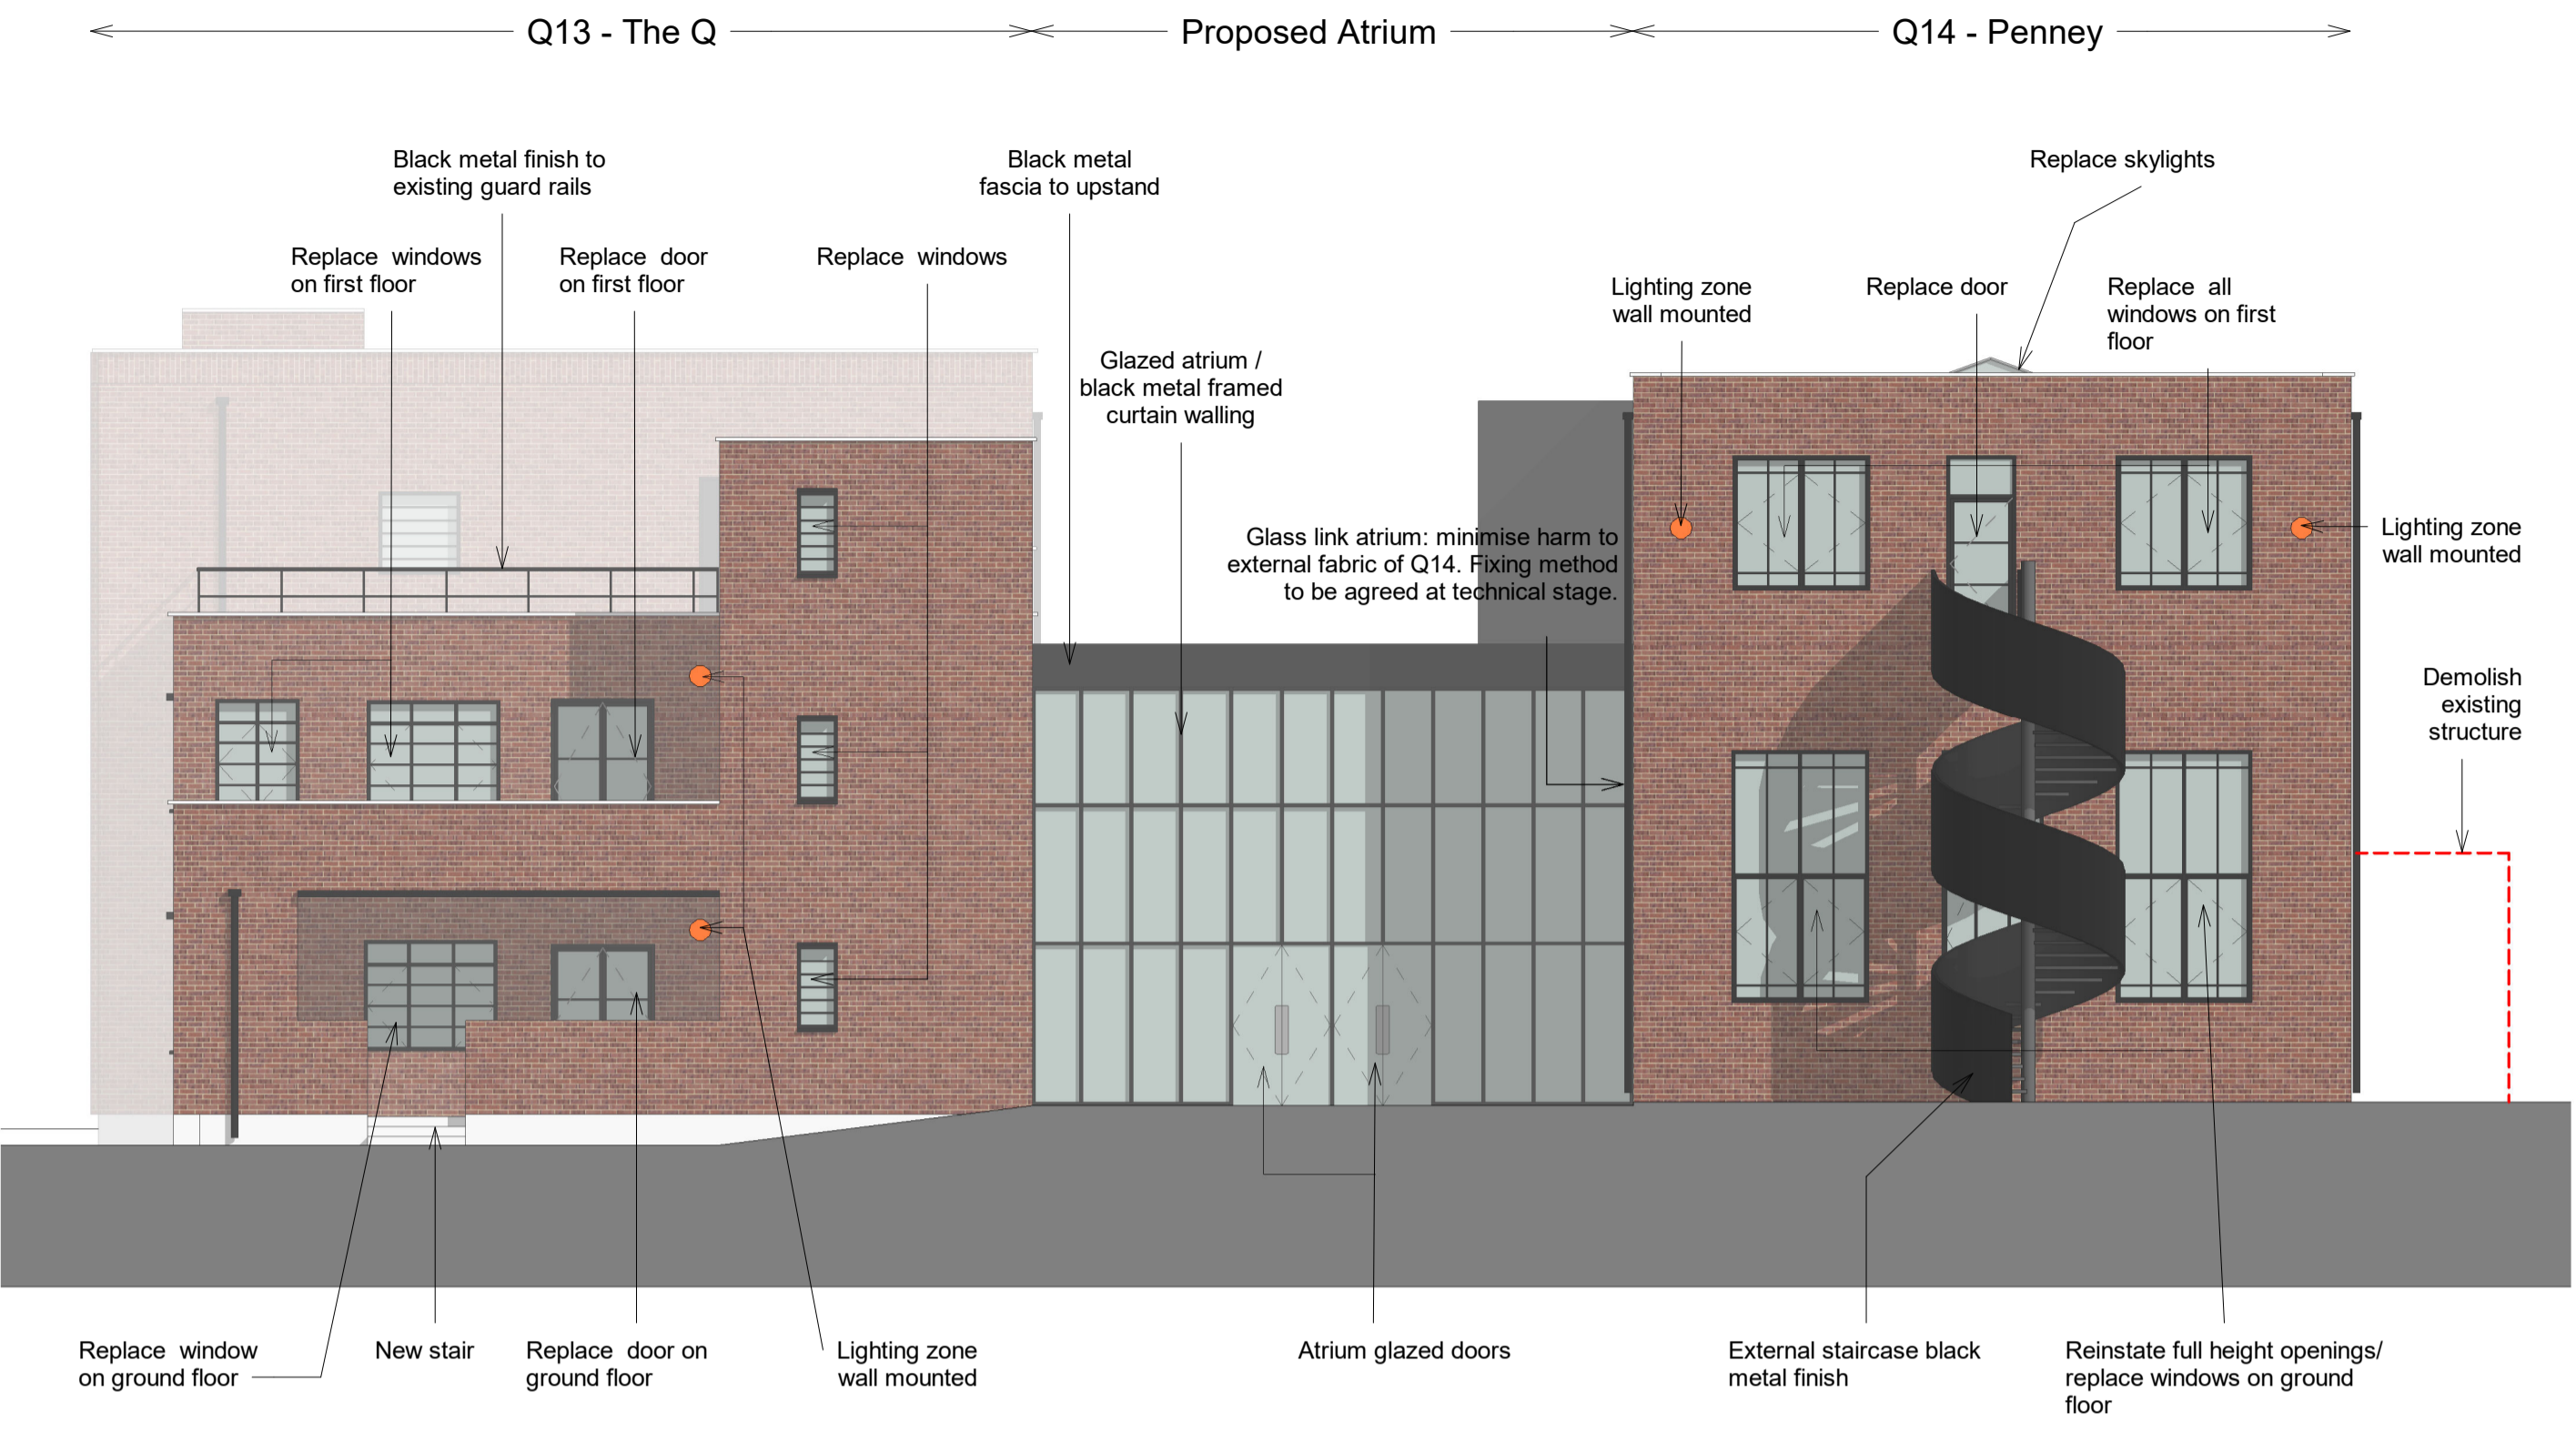 Q13 - The Q
Proposed Atrium
Q14 - Penney
Black metal finish to
existing guard rails
Black metal
fascia to upstand
Replace skylights
Replace windows
on first floor
Replace door
on first floor
Replace windows
Lighting zone
wall mounted
Replace door
Replace all
windows on first
floor
Glazed atrium /
black metal framed
curtain walling
Glass link atrium: minimise harm to
external fabric of Q14. Fixing method
to be agreed at technical stage.
Lighting zone
wall mounted
Demolish
existing
structure
Replace window
on ground floor
New stair
Replace door on
ground floor
Lighting zone
wall mounted
Atrium glazed doors
External staircase black
metal finish
Reinstate full height openings/
replace windows on ground
floor